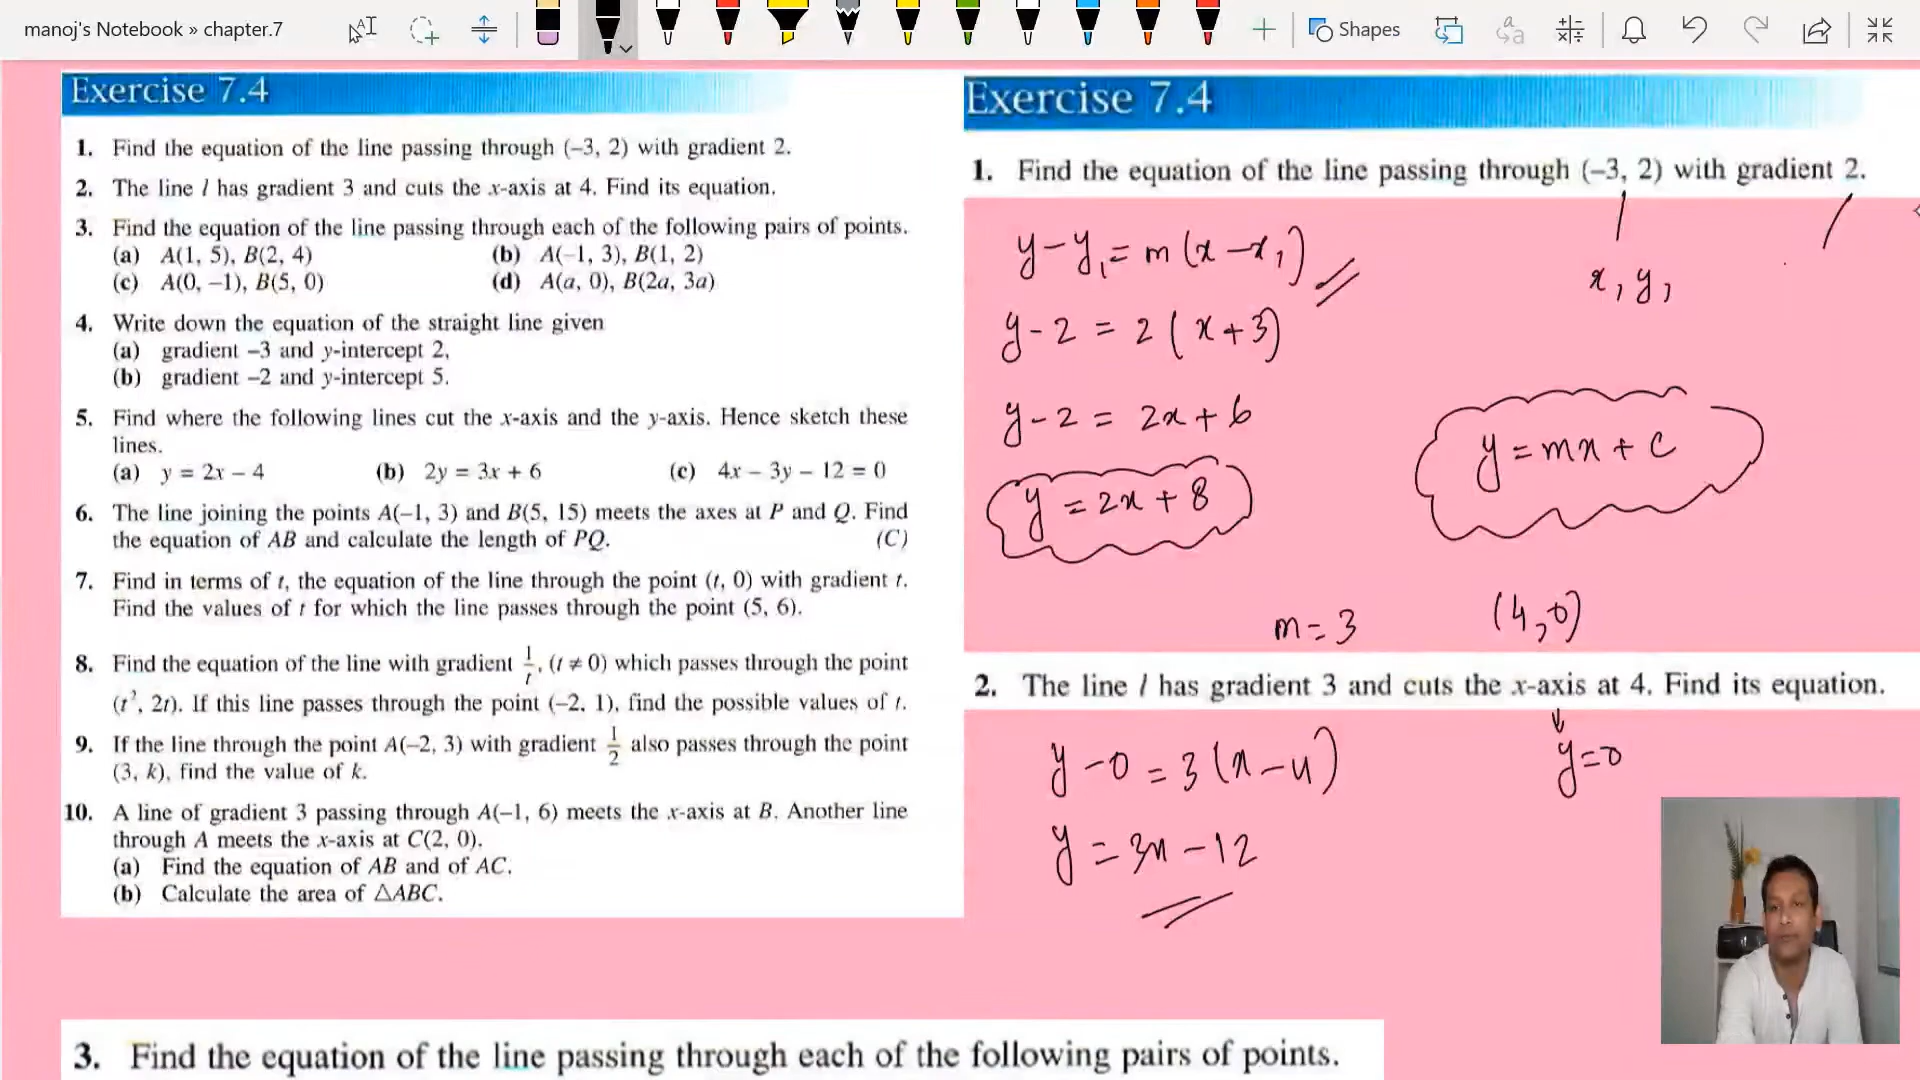 manoj's Notebook » chapter.7
Shapes
Exercise 7.4
1. Find the equation of the line passing through (–3, 2) with gradient 2.
2. The line l has gradient 3 and cuts the x-axis at 4. Find its equation.
3. Find the equation of the line passing through each of the following pairs of points.
(a) A(1, 5), B(2, 4) (b) A(–1, 3), B(1, 2)
(c) A(0, –1), B(5, 0) (d) A(a, 0), B(2a, 3a)
4. Write down the equation of the straight line given
(a) gradient –3 and y-intercept 2,
(b) gradient –2 and y-intercept 5.
5. Find where the following lines cut the x-axis and the y-axis. Hence sketch these
lines.
(a) y = 2x – 4 (b) 2y = 3x + 6 (c) 4x – 3y – 12 = 0
6. The line joining the points A(–1, 3) and B(5, 15) meets the axes at P and Q. Find
the equation of AB and calculate the length of PQ. (C)
7. Find in terms of t, the equation of the line through the point (t, 0) with gradient t.
Find the values of t for which the line passes through the point (5, 6).
8. Find the equation of the line with gradient 1/t, (t ≠ 0) which passes through the point
(t², 2t). If this line passes through the point (–2, 1), find the possible values of t.
9. If the line through the point A(–2, 3) with gradient 1/2 also passes through the point
(3, k), find the value of k.
10. A line of gradient 3 passing through A(–1, 6) meets the x-axis at B. Another line
through A meets the x-axis at C(2, 0).
(a) Find the equation of AB and of AC.
(b) Calculate the area of △ABC.
Exercise 7.4
1. Find the equation of the line passing through (–3, 2) with gradient 2.
y-y₁ = m(x-x₁)
x₁ y₁
y-2 = 2(x+3)
y-2 = 2x+6
y = mx + c
y = 2x + 8
m = 3 (4,0)
2. The line l has gradient 3 and cuts the x-axis at 4. Find its equation.
y-0 = 3(x-4) y=0
y = 3x-12
3. Find the equation of the line passing through each of the following pairs of points.